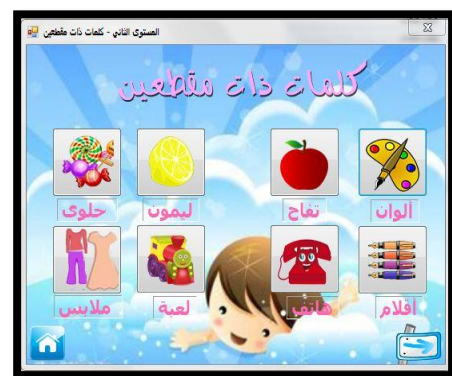 المستوى الثاني - كلمات ذات مقطعين
كلمات ذات مقطعين
ألوان تفاح ليمون حلوى
أقلام هاتف لعبة ملابس